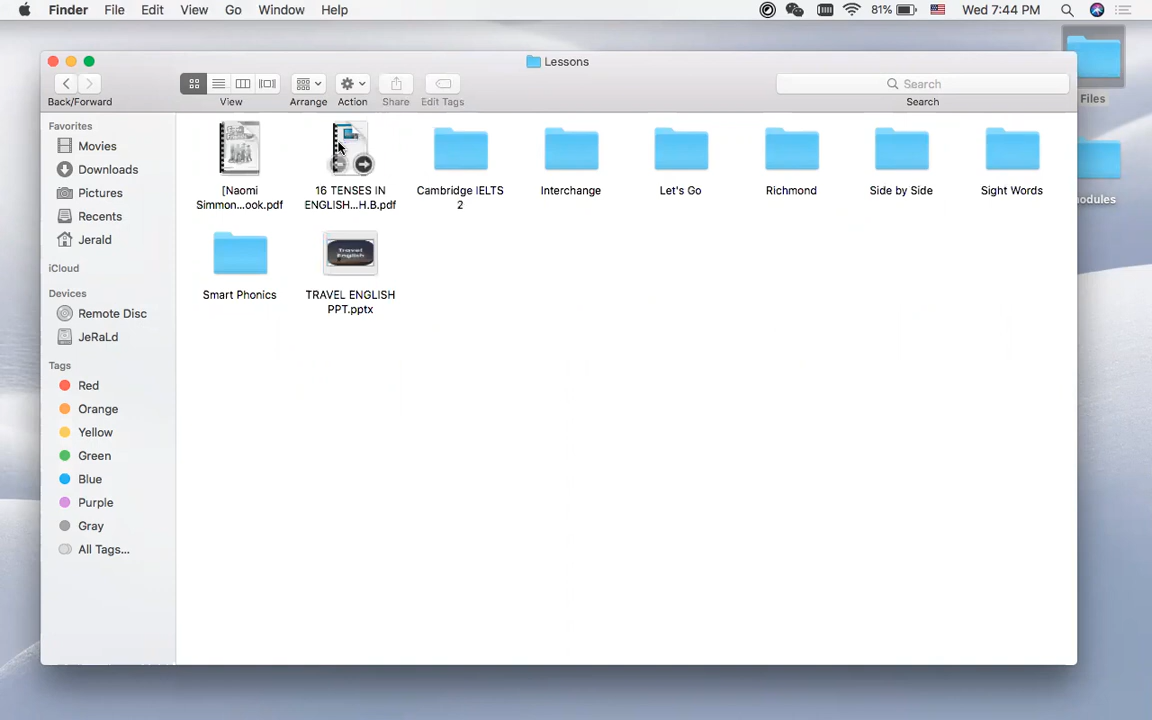 Finder File Edit View Go Window Help 81% Wed 7:44 PM
Lessons
Search
Back/Forward View Arrange Action Share Edit Tags Search
Files
Favorites
Movies
Downloads
Pictures
Recents
Jerald
iCloud
Devices
Remote Disc
JeRaLd
Tags
Red
Orange
Yellow
Green
Blue
Purple
Gray
All Tags...
[Naomi
Simmon...ook.pdf
16 TENSES IN
ENGLISH...H.B.pdf
Cambridge IELTS
2
Interchange
Let's Go
Richmond
Side by Side
Sight Words
Smart Phonics
Travel
English
TRAVEL ENGLISH
PPT.pptx
odules